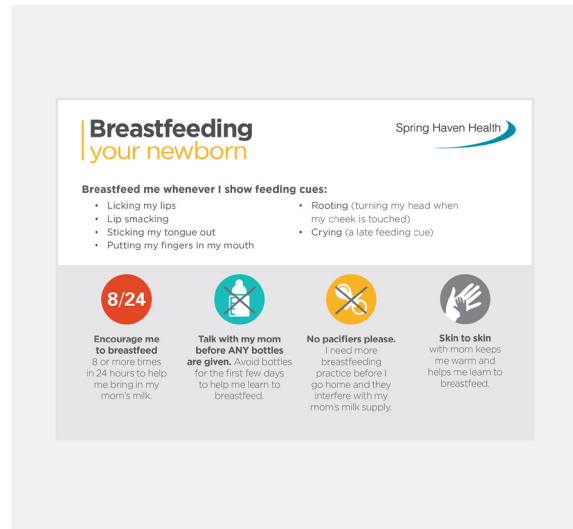 Breastfeeding
your newborn
Spring Haven Health
Breastfeed me whenever I show feeding cues:
• Licking my lips
• Lip smacking
• Sticking my tongue out
• Putting my fingers in my mouth
• Rooting (turning my head when
my cheek is touched)
• Crying (a late feeding cue)
8/24
Encourage me
to breastfeed
8 or more times
in 24 hours to help
me bring in my
mom's milk.
Talk with my mom
before ANY bottles
are given. Avoid bottles
for the first few days
to help me learn to
breastfeed.
No pacifiers please.
I need more
breastfeeding
practice before I
go home and they
interfere with my
mom's milk supply.
Skin to skin
with mom keeps
me warm and
helps me learn to
breastfeed.